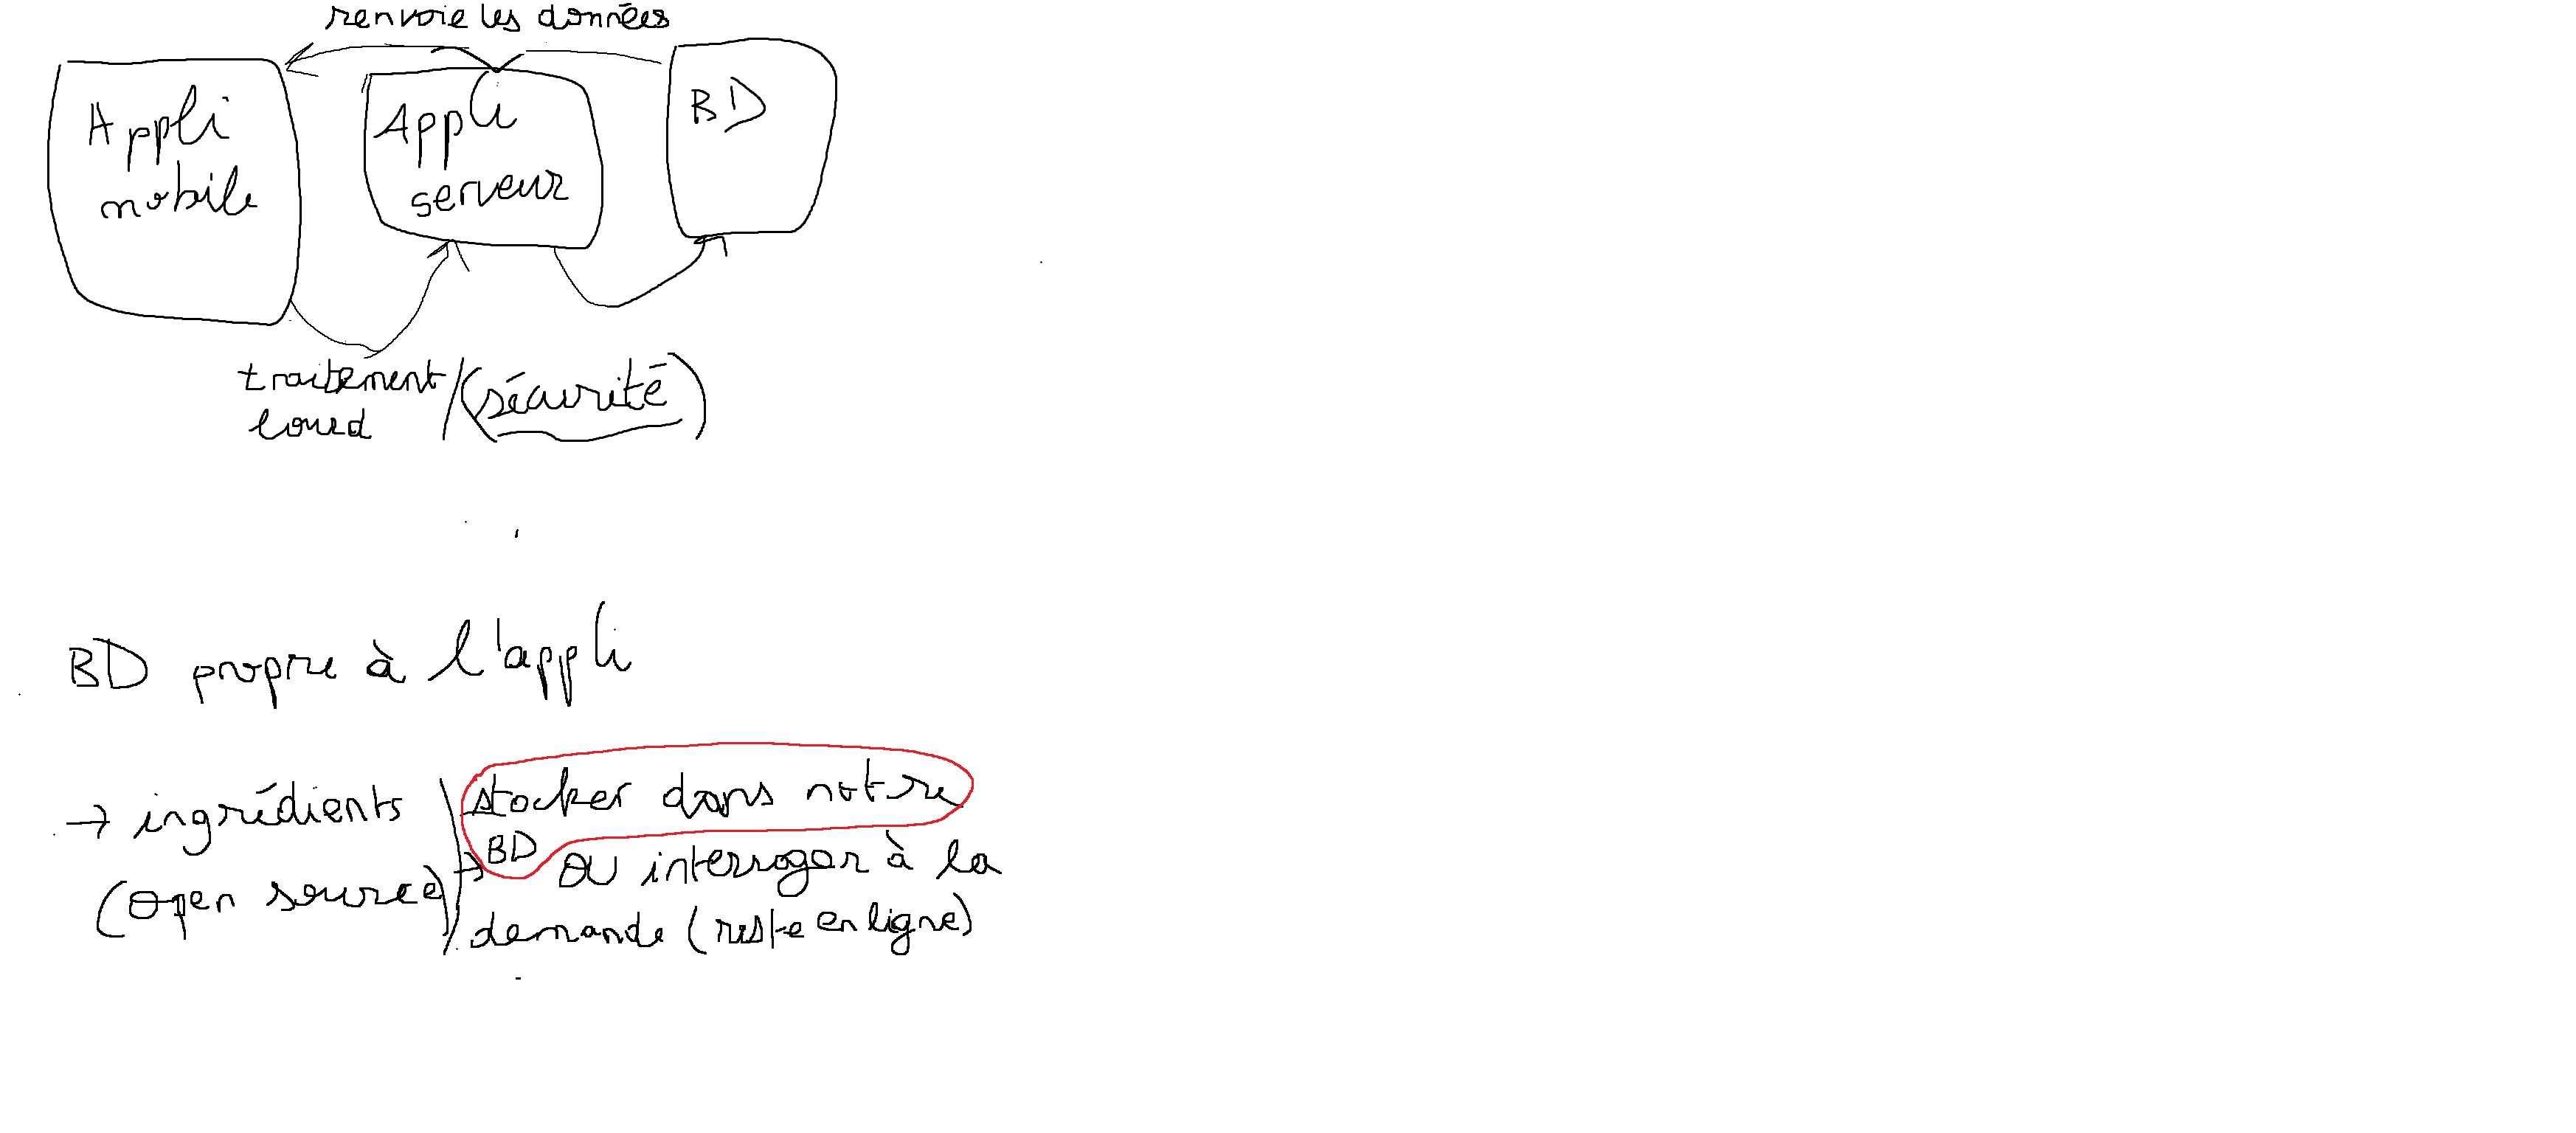 renvoie les données
Appli
mobile
Appli
serveur
BD
traitement / (sécurité)
lourd
BD propre à l'appli
→ ingrédients
(open source)
stocker dans notre
BD
→ ou interroger à la
demande (reste en ligne)